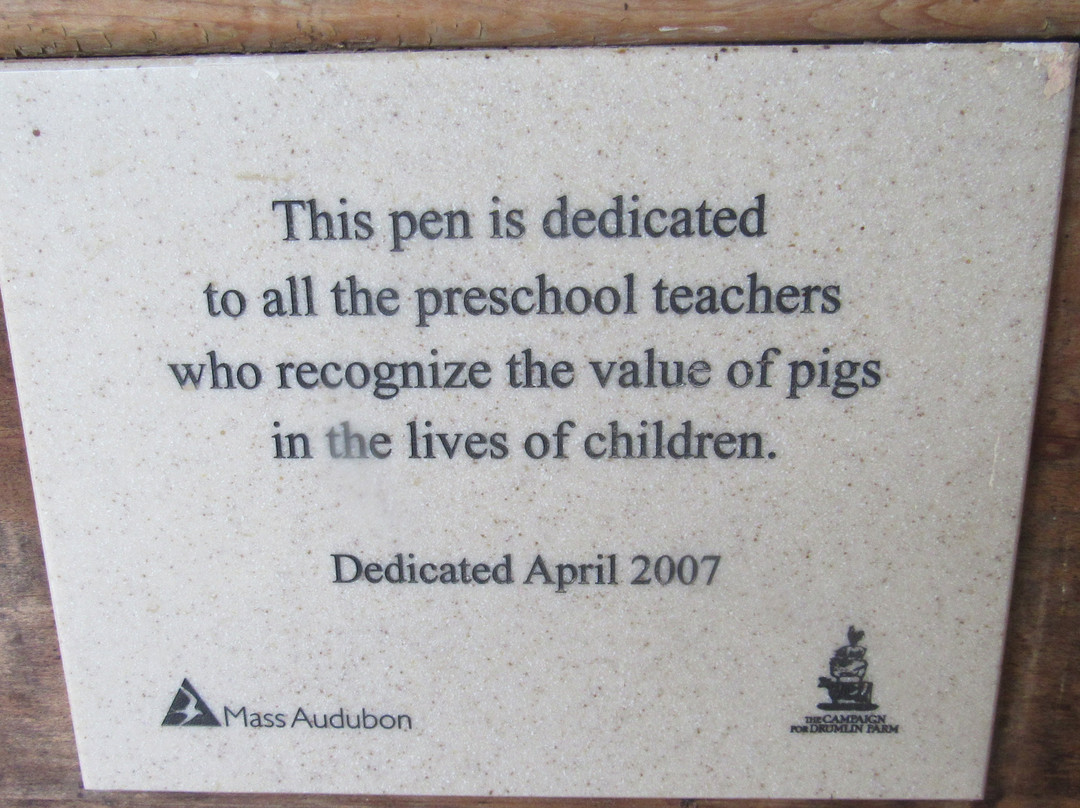 This pen is dedicated
to all the preschool teachers
who recognize the value of pigs
in the lives of children.
Dedicated April 2007
Mass Audubon
THE CAMPAIGN
FOR DRUMLIN FARM